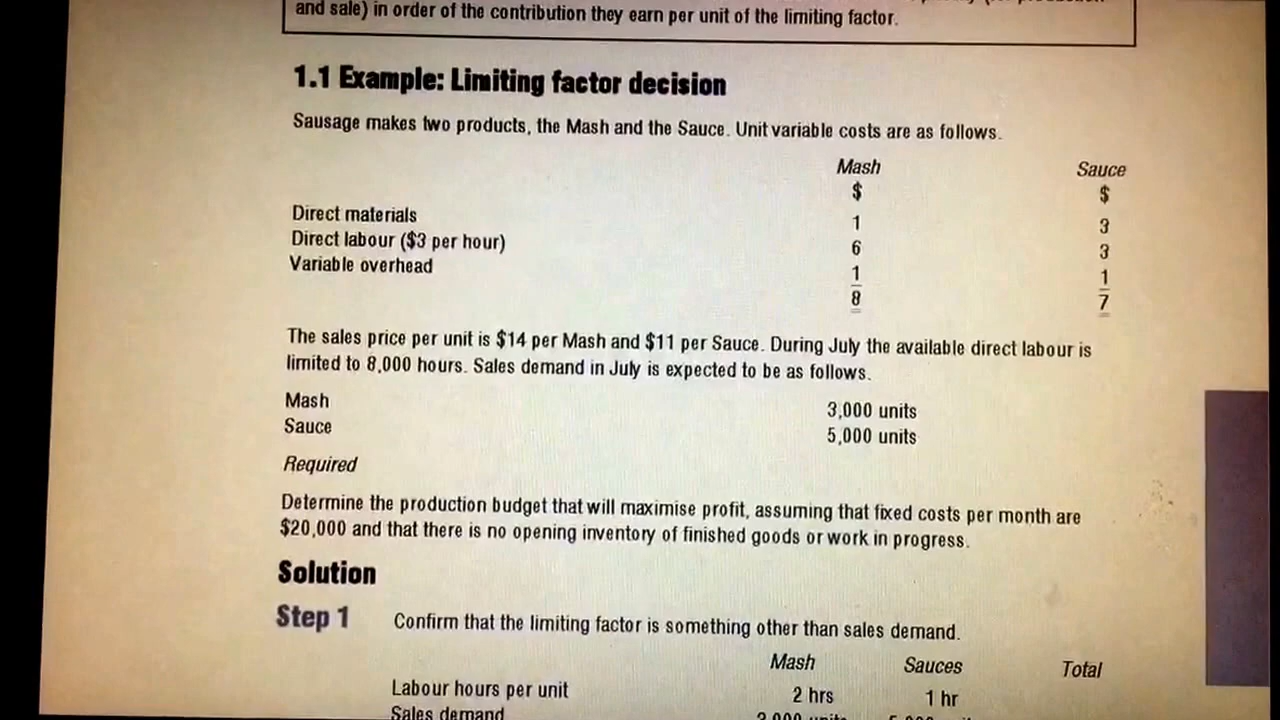 and sale) in order of the contribution they earn per unit of the limiting factor.
1.1 Example: Limiting factor decision
Sausage makes two products, the Mash and the Sauce. Unit variable costs are as follows.
Mash Sauce
$ $
Direct materials 1 3
Direct labour ($3 per hour) 6 3
Variable overhead 1 1
8 7
The sales price per unit is $14 per Mash and $11 per Sauce. During July the available direct labour is
limited to 8,000 hours. Sales demand in July is expected to be as follows.
Mash 3,000 units
Sauce 5,000 units
Required
Determine the production budget that will maximise profit, assuming that fixed costs per month are
$20,000 and that there is no opening inventory of finished goods or work in progress.
Solution
Step 1 Confirm that the limiting factor is something other than sales demand.
Mash Sauces Total
Labour hours per unit 2 hrs 1 hr
Sales demand